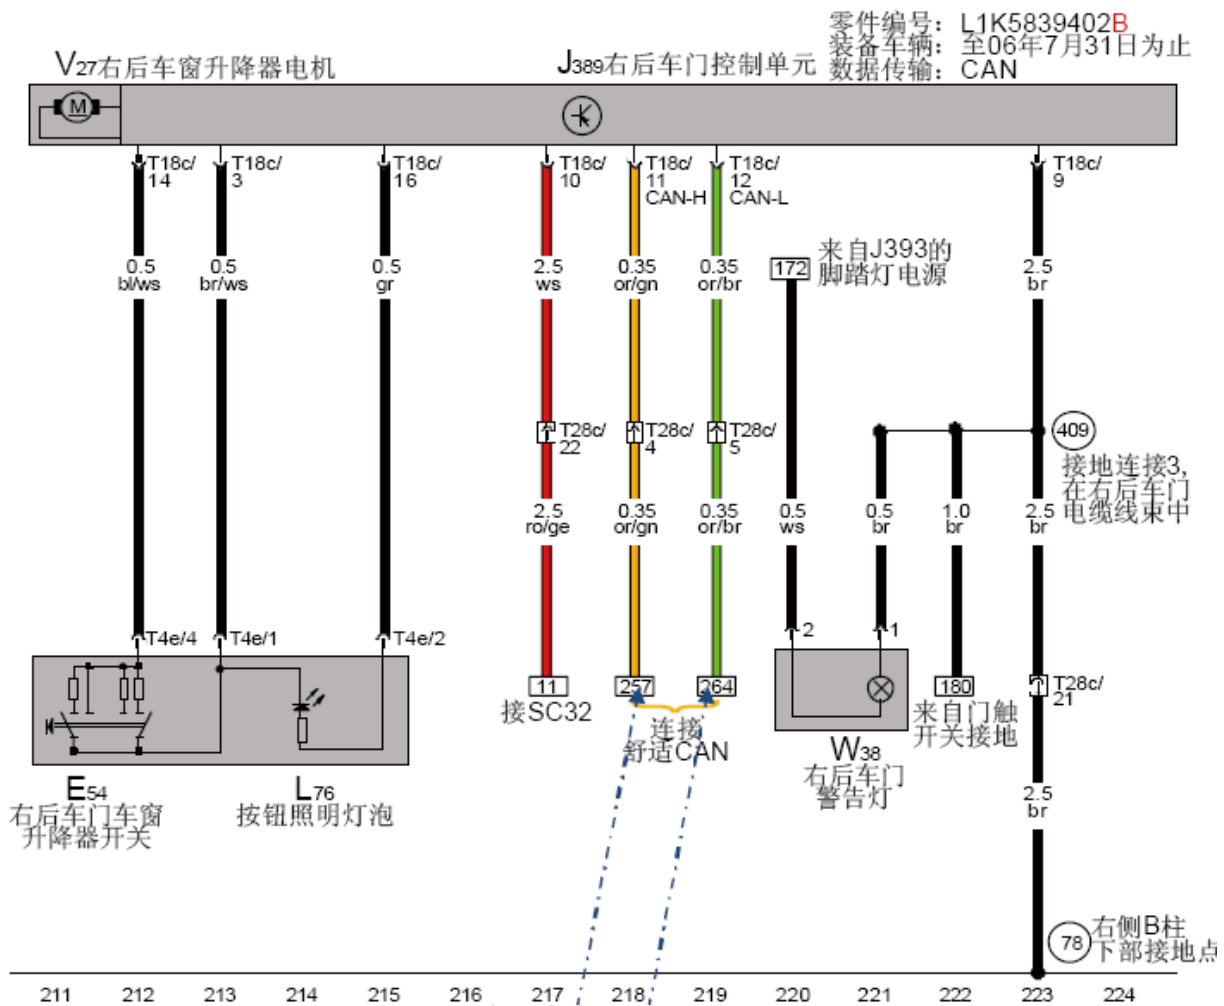 零件编号： L1K5839402B
装备车辆： 至06年7月31日为止
数据传输： CAN
V27右后车窗升降器电机
J389右后车门控制单元
M
T18c/
14
T18c/
3
T18c/
16
T18c/
10
T18c/
11
CAN-H
T18c/
12
CAN-L
T18c/
9
0.5
bl/ws
0.5
br/ws
0.5
gr
2.5
ws
0.35
or/gn
0.35
or/br
172
来自J393的
脚踏灯电源
2.5
br
T28c/
22
T28c/
4
T28c/
5
409
接地连接3,
在右后车门
电缆线束中
2.5
ro/ge
0.35
or/gn
0.35
or/br
0.5
ws
0.5
br
1.0
br
2.5
br
T4e/4
T4e/1
T4e/2
2
1
11
接SC32
257
264
连接
舒适CAN
180
来自门触
开关接地
T28c/
21
W38
右后车门
警告灯
E54
右后车门车窗
升降器开关
L76
按钮照明灯泡
2.5
br
78
右侧B柱
下部接地点
211 212 213 214 215 216 217 218 219 220 221 222 223 224